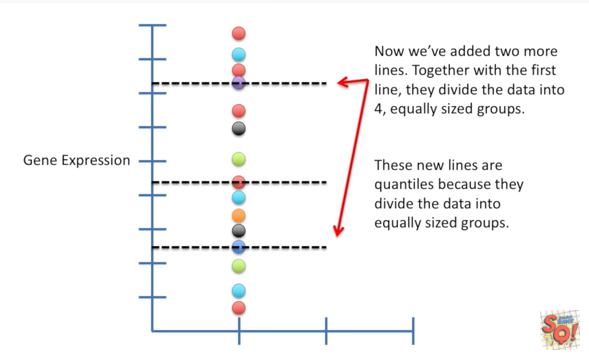 Now we've added two more
lines. Together with the first
line, they divide the data into
4, equally sized groups.
Gene Expression
These new lines are
quantiles because they
divide the data into
equally sized groups.
SQ!